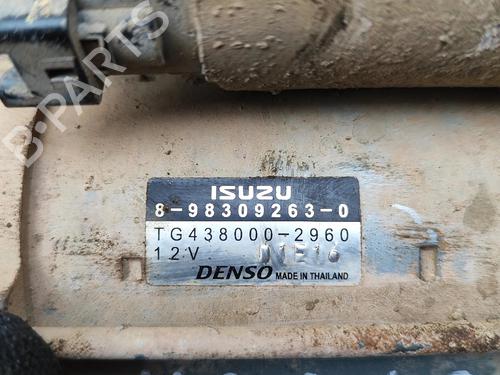 B-PARTS
ISUZU
8-98309263-0
TG438000-2960
12V
DENSO MADE IN THAILAND